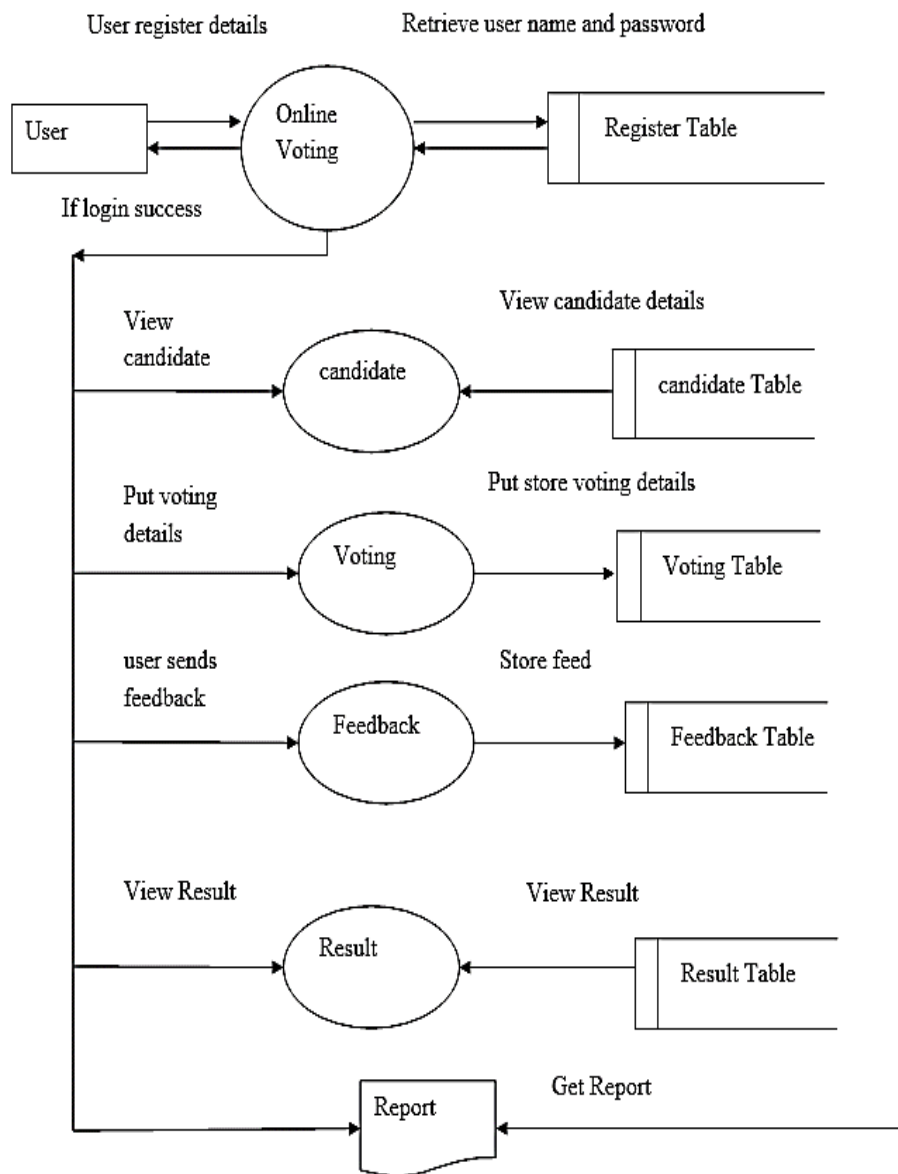 User register details
Retrieve user name and password
User
Online
Voting
Register Table
If login success
View
candidate
View candidate details
candidate
candidate Table
Put voting
details
Put store voting details
Voting
Voting Table
user sends
feedback
Store feed
Feedback
Feedback Table
View Result
View Result
Result
Result Table
Get Report
Report